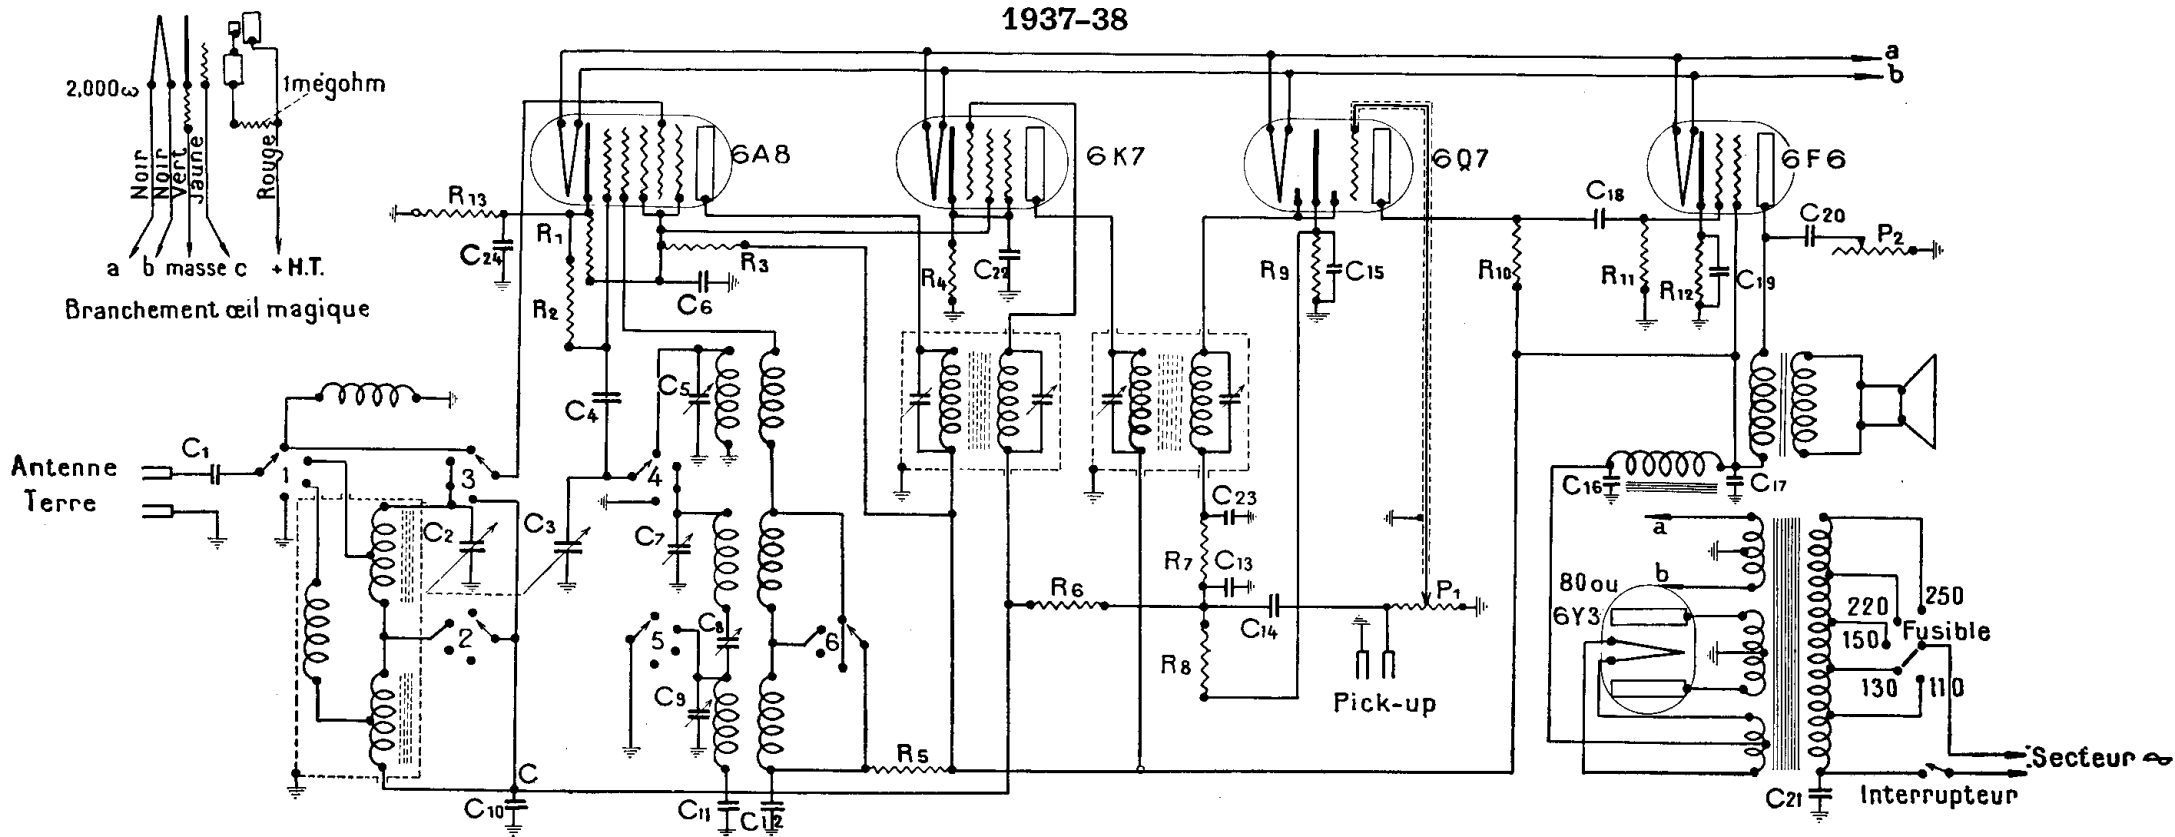 1937-38
2,000ω
1mégohm
Noir
Noir
Vert
Jaune
Rouge
a b masse c + H.T.
Branchement œil magique
a
b
6A8
6K7
6Q7
6F6
R13
C24
R1
R2
R3
C6
R4
C22
R9
C15
R10
C18
R11
R12
C19
C20
P2
C4
C5
C1
Antenne
Terre
1
3
4
C2
C3
C7
2
5
C8
6
C9
C
C10
C11
C12
R5
R6
C23
R7
C13
C14
R8
P1
Pick-up
C16
C17
a
b
80 ou
6Y3
250
220
150
Fusible
130
110
Secteur
Interrupteur
C21